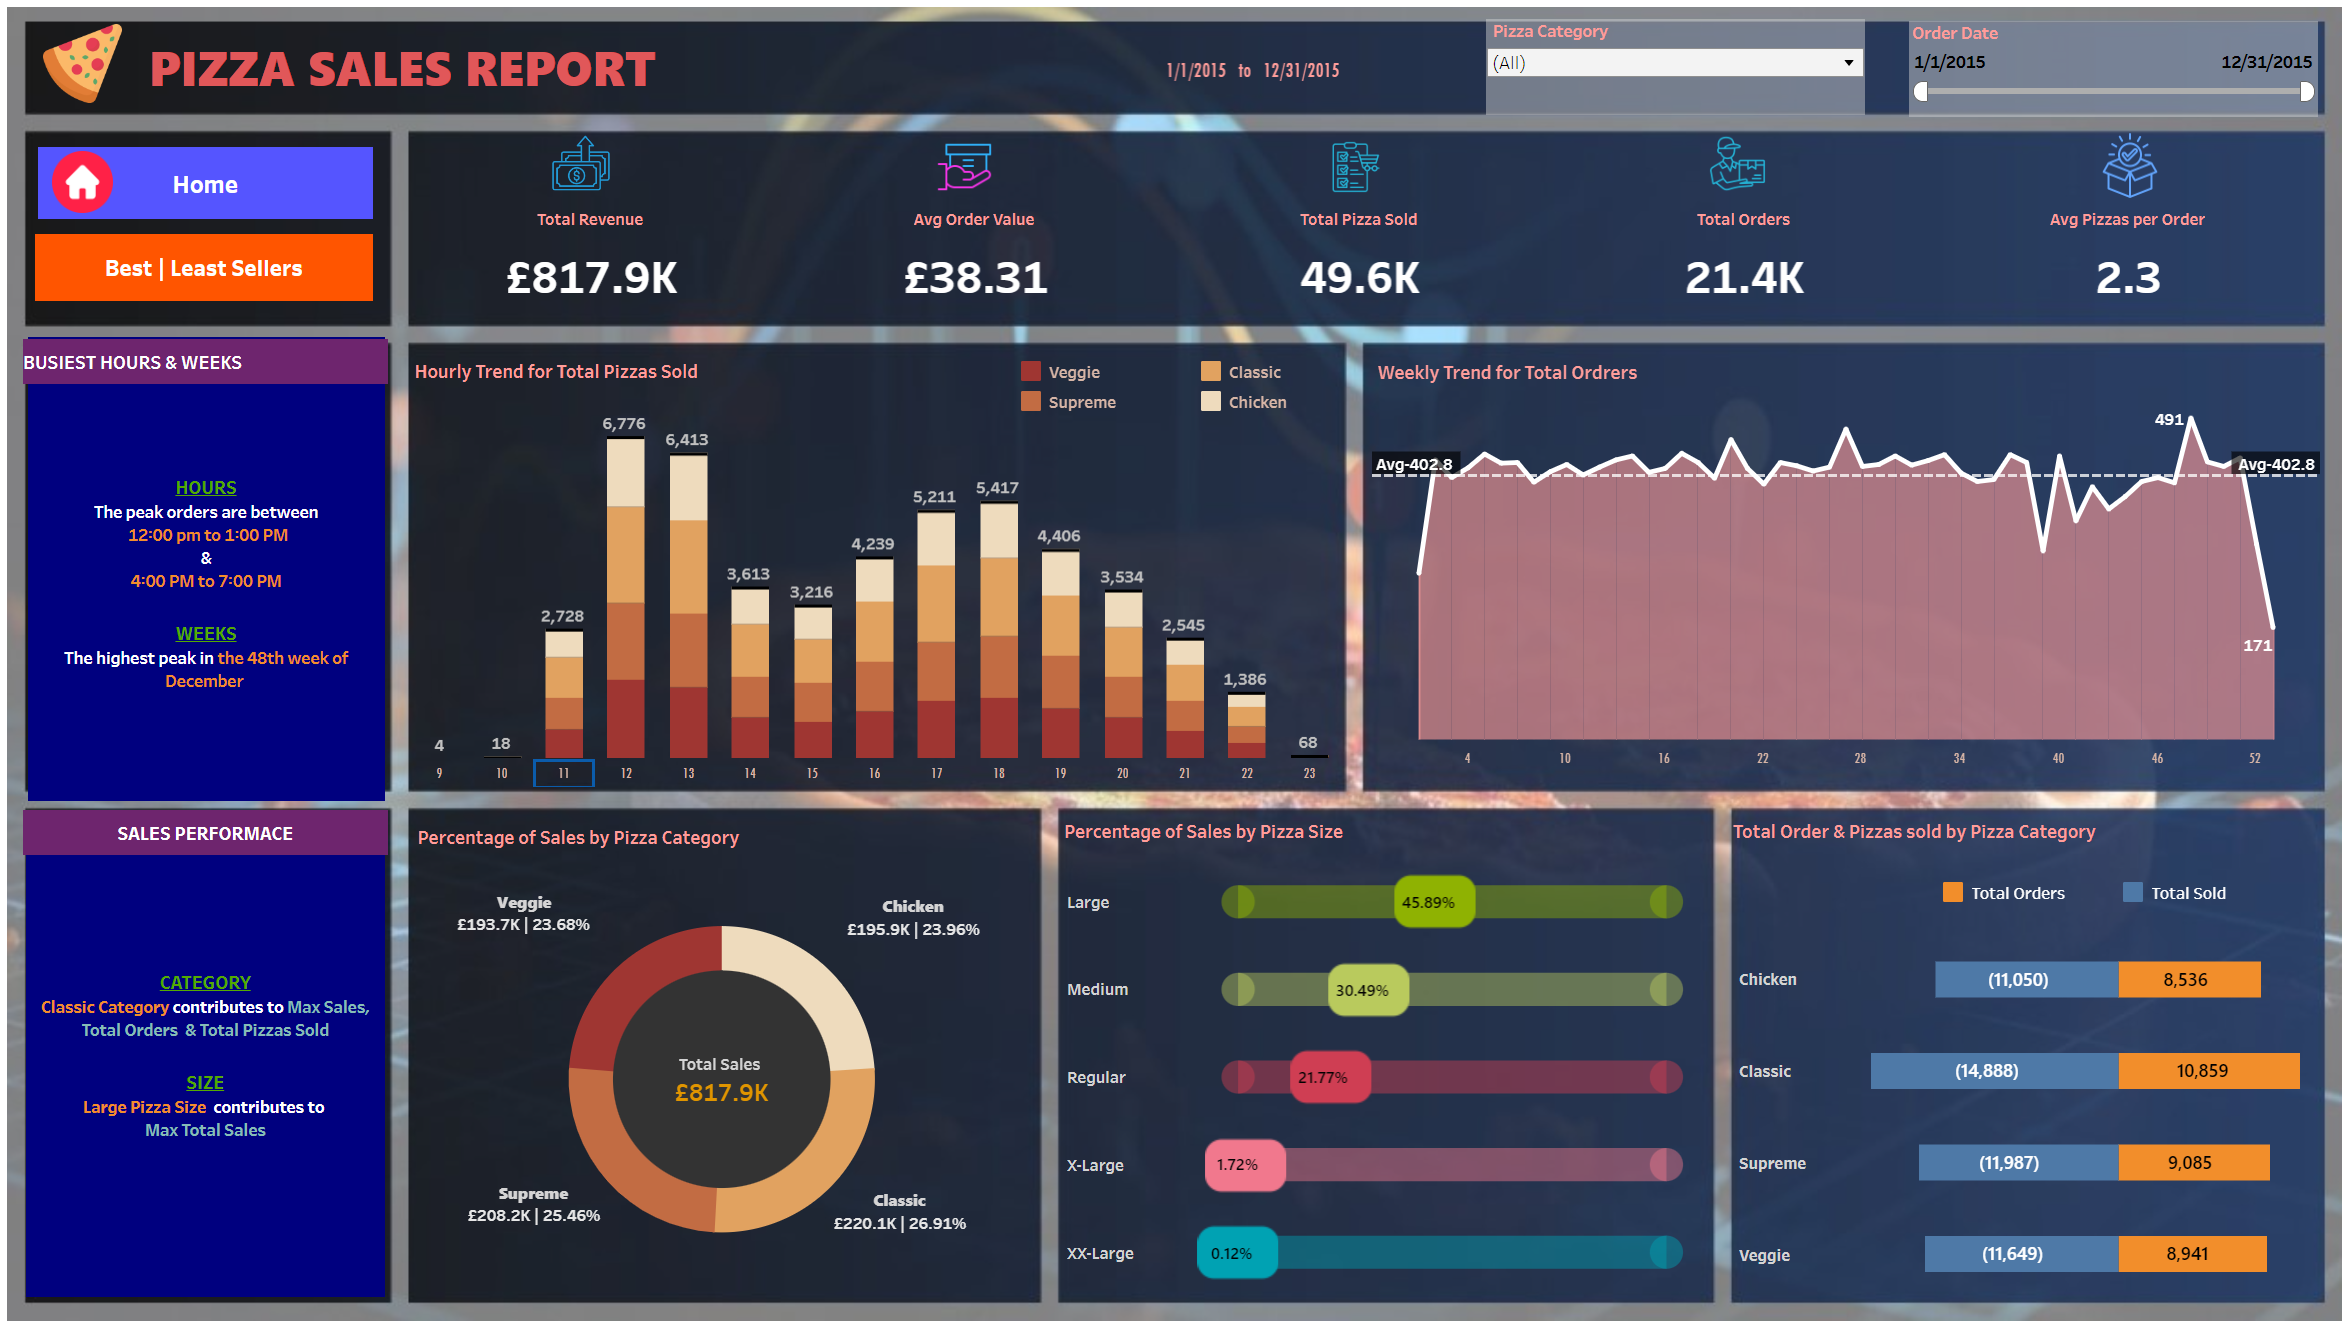 PIZZA SALES REPORT
1/1/2015 to 12/31/2015
Pizza Category
(All)
Order Date
1/1/2015 12/31/2015
Home
Best | Least Sellers
Total Revenue
£817.9K
Avg Order Value
£38.31
Total Pizza Sold
49.6K
Total Orders
21.4K
Avg Pizzas per Order
2.3
BUSIEST HOURS & WEEKS
HOURS
The peak orders are between
12:00 pm to 1:00 PM
&
4:00 PM to 7:00 PM
WEEKS
The highest peak in the 48th week of
December
Hourly Trend for Total Pizzas Sold
Veggie Classic
Supreme Chicken
4 18 2,728 6,776 6,413 3,613 3,216 4,239 5,211 5,417 4,406 3,534 2,545 1,386 68
9 10 11 12 13 14 15 16 17 18 19 20 21 22 23
Weekly Trend for Total Ordrers
491
Avg-402.8 Avg-402.8
171
4 10 16 22 28 34 40 46 52
SALES PERFORMACE
CATEGORY
Classic Category contributes to Max Sales,
Total Orders & Total Pizzas Sold
SIZE
Large Pizza Size contributes to
Max Total Sales
Percentage of Sales by Pizza Category
Veggie
£193.7K | 23.68%
Chicken
£195.9K | 23.96%
Total Sales
£817.9K
Supreme
£208.2K | 25.46%
Classic
£220.1K | 26.91%
Percentage of Sales by Pizza Size
Large 45.89%
Medium 30.49%
Regular 21.77%
X-Large 1.72%
XX-Large 0.12%
Total Order & Pizzas sold by Pizza Category
Total Orders Total Sold
Chicken (11,050) 8,536
Classic (14,888) 10,859
Supreme (11,987) 9,085
Veggie (11,649) 8,941